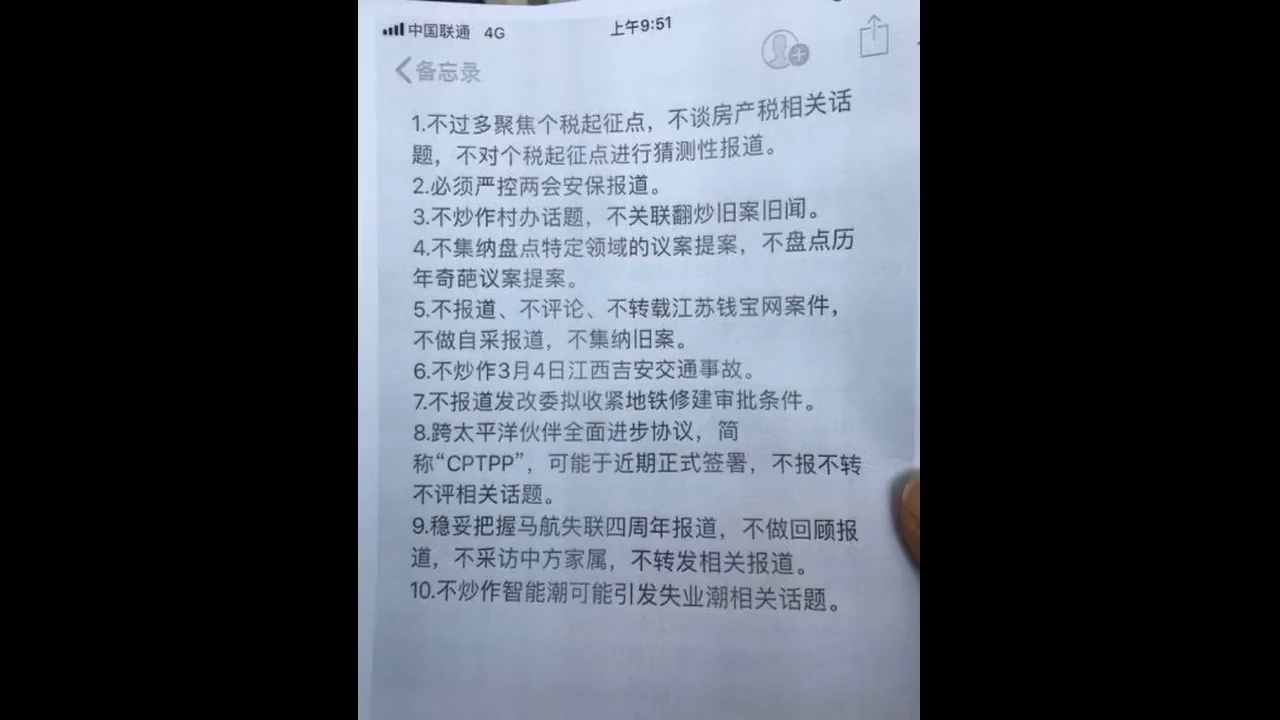 中国联通 4G 上午9:51
备忘录
1.不过多聚焦个税起征点，不谈房产税相关话
题，不对个税起征点进行猜测性报道。
2.必须严控两会安保报道。
3.不炒作村办话题，不关联翻炒旧案旧闻。
4.不集纳盘点特定领域的议案提案，不盘点历
年奇葩议案提案。
5.不报道、不评论、不转载江苏钱宝网案件，
不做自采报道，不集纳旧案。
6.不炒作3月4日江西吉安交通事故。
7.不报道发改委拟收紧地铁修建审批条件。
8.跨太平洋伙伴全面进步协议，简
称“CPTPP”，可能于近期正式签署，不报不转
不评相关话题。
9.稳妥把握马航失联四周年报道，不做回顾报
道，不采访中方家属，不转发相关报道。
10.不炒作智能潮可能引发失业潮相关话题。